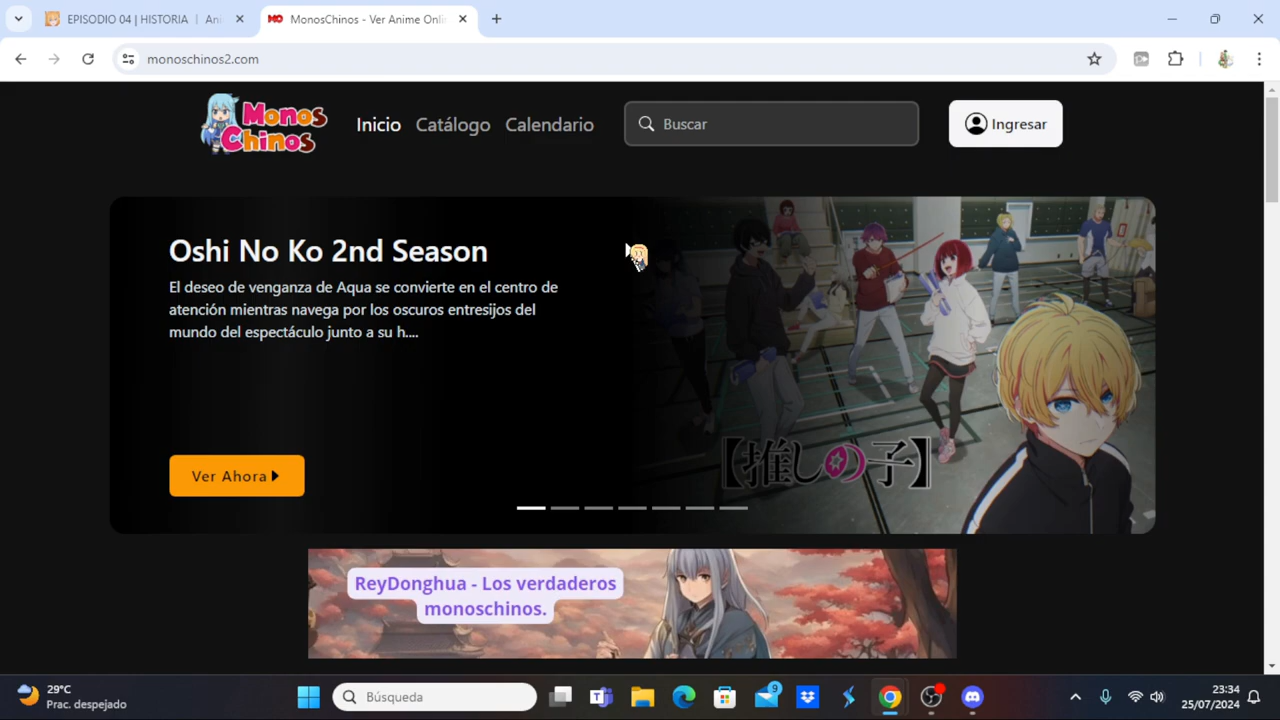 EPISODIO 04 | HISTORIA | Ani
MonosChinos - Ver Anime Onli
monoschinos2.com
Monos
Chinos
Inicio
Catálogo
Calendario
Buscar
Ingresar
Oshi No Ko 2nd Season
El deseo de venganza de Aqua se convierte en el centro de
atención mientras navega por los oscuros entresijos del
mundo del espectáculo junto a su h....
Ver Ahora
【推しの子】
ReyDonghua - Los verdaderos
monoschinos.
29°C
Prac. despejado
Búsqueda
9
23:34
25/07/2024